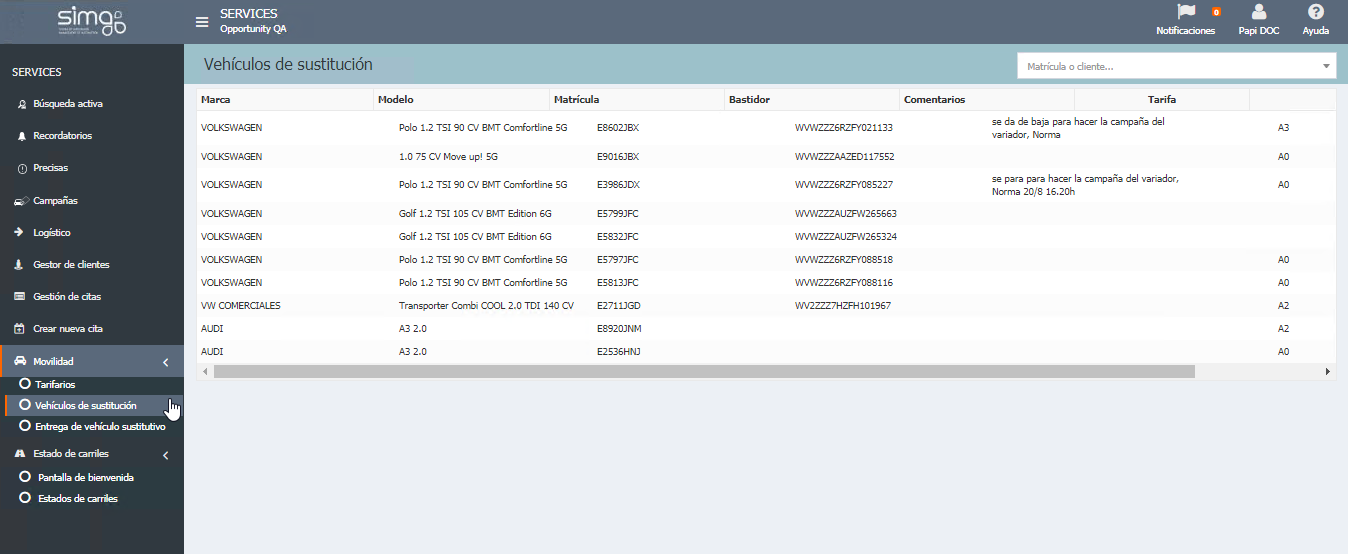 simgo
SERVICES
Opportunity QA
0
Notificaciones
Papi DOC
Ayuda
SERVICES
Búsqueda activa
Recordatorios
Precisas
Campañas
Logístico
Gestor de clientes
Gestión de citas
Crear nueva cita
Movilidad
Tarifarios
Vehículos de sustitución
Entrega de vehículo sustitutivo
Estado de carriles
Pantalla de bienvenida
Estados de carriles
Vehículos de sustitución
Matrícula o cliente...
Marca Modelo Matrícula Bastidor Comentarios Tarifa
VOLKSWAGEN Polo 1.2 TSI 90 CV BMT Comfortline 5G E8602JBX WVWZZZ6RZFY021133 se da de baja para hacer la campaña del A3
variador, Norma
VOLKSWAGEN 1.0 75 CV Move up! 5G E9016JBX WVWZZZAAZED117552 A0
VOLKSWAGEN Polo 1.2 TSI 90 CV BMT Comfortline 5G E3986JDX WVWZZZ6RZFY085227 se para para hacer la campaña del variador, A0
Norma 20/8 16.20h
VOLKSWAGEN Golf 1.2 TSI 105 CV BMT Edition 6G E5799JFC WVWZZZAUZFW265663
VOLKSWAGEN Golf 1.2 TSI 105 CV BMT Edition 6G E5832JFC WVWZZZAUZFW265324
VOLKSWAGEN Polo 1.2 TSI 90 CV BMT Comfortline 5G E5797JFC WVWZZZ6RZFY088518 A0
VOLKSWAGEN Polo 1.2 TSI 90 CV BMT Comfortline 5G E5813JFC WVWZZZ6RZFY088116 A0
VW COMERCIALES Transporter Combi COOL 2.0 TDI 140 CV E2711JGD WV2ZZZ7HZFH101967 A2
AUDI A3 2.0 E8920JNM A2
AUDI A3 2.0 E2536HNJ A0